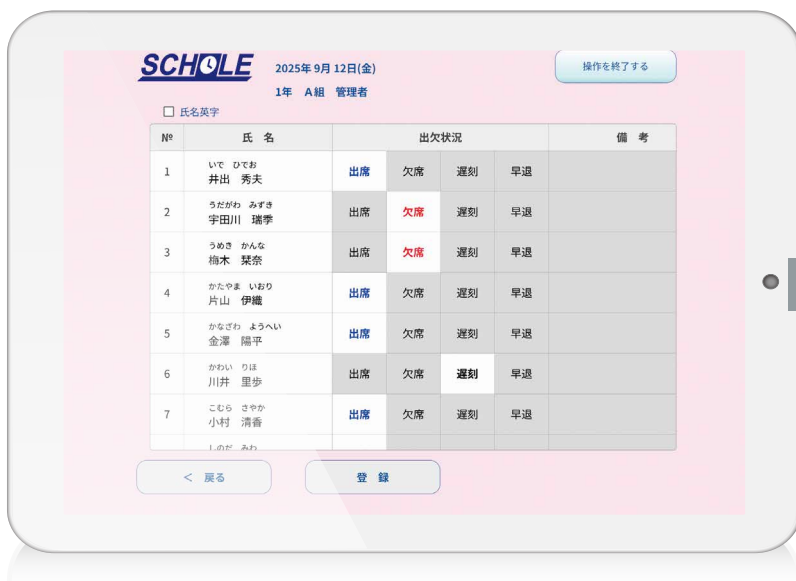 SCHOLE
2025年 9月 12日(金)
操作を終了する
1年 A組 管理者
氏名英字
№ 氏 名 出欠状況 備 考
いで ひでお
1 井出 秀夫 出席 欠席 遅刻 早退
うだがわ みずき
2 宇田川 瑞季 出席 欠席 遅刻 早退
うめき かんな
3 梅木 栞奈 出席 欠席 遅刻 早退
かたやま いおり
4 片山 伊織 出席 欠席 遅刻 早退
かなざわ ようへい
5 金澤 陽平 出席 欠席 遅刻 早退
かわい りほ
6 川井 里歩 出席 欠席 遅刻 早退
こむら さやか
7 小村 清香 出席 欠席 遅刻 早退
しのだ みわ
< 戻る 登 録